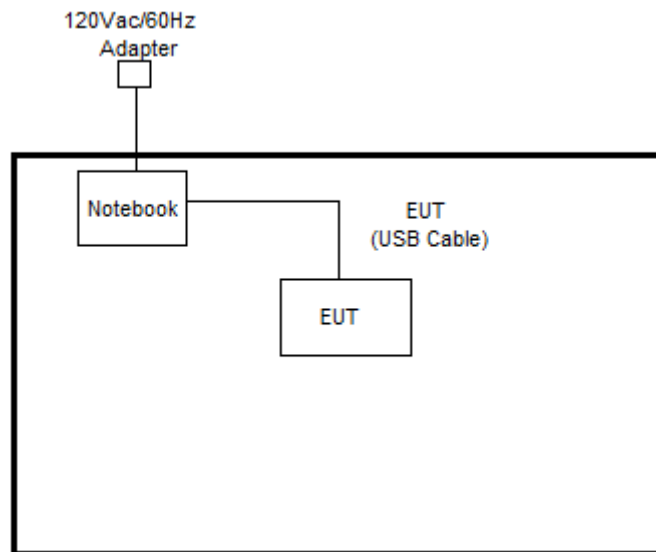 120Vac/60Hz
Adapter
Notebook
EUT
(USB Cable)
EUT